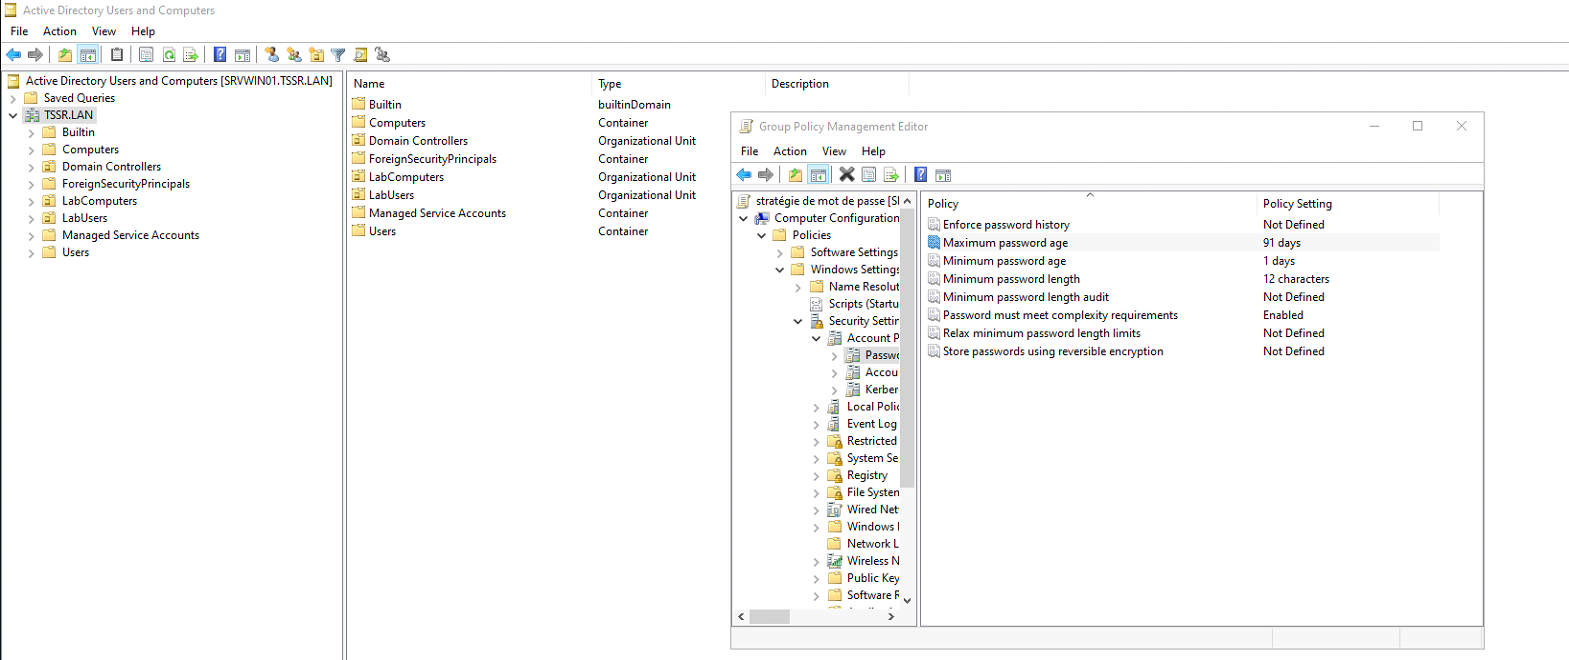 Active Directory Users and Computers
File Action View Help
Active Directory Users and Computers [SRVWIN01.TSSR.LAN]
Saved Queries
TSSR.LAN
Builtin
Computers
Domain Controllers
ForeignSecurityPrincipals
LabComputers
LabUsers
Managed Service Accounts
Users
Name Type Description
Builtin builtinDomain
Computers Container
Domain Controllers Organizational Unit
ForeignSecurityPrincipals Container
LabComputers Organizational Unit
LabUsers Organizational Unit
Managed Service Accounts Container
Users Container
Group Policy Management Editor
File Action View Help
stratégie de mot de passe [S
Computer Configuration
Policies
Software Settings
Windows Settings
Name Resolut
Scripts (Startu
Security Settin
Account P
Passwo
Accou
Kerber
Local Polic
Event Log
Restricted
System Se
Registry
File System
Wired Net
Windows
Network L
Wireless N
Public Key
Software R
Policy Policy Setting
Enforce password history Not Defined
Maximum password age 91 days
Minimum password age 1 days
Minimum password length 12 characters
Minimum password length audit Not Defined
Password must meet complexity requirements Enabled
Relax minimum password length limits Not Defined
Store passwords using reversible encryption Not Defined